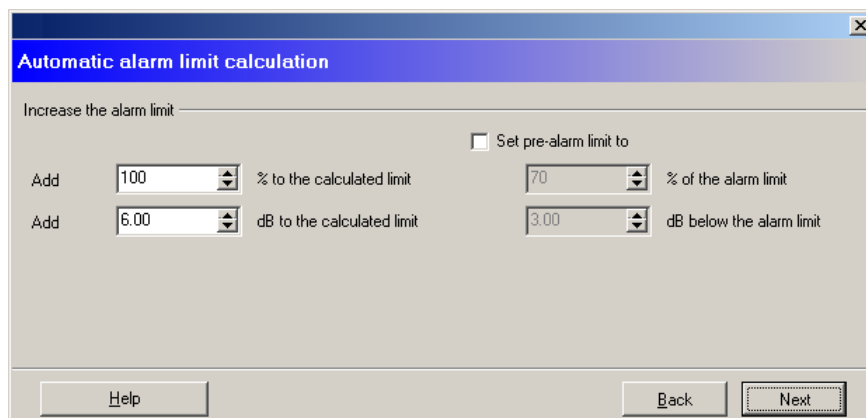 Automatic alarm limit calculation
Increase the alarm limit
Set pre-alarm limit to
Add 100 % to the calculated limit 70 % of the alarm limit
Add 6.00 dB to the calculated limit 3.00 dB below the alarm limit
Help Back Next